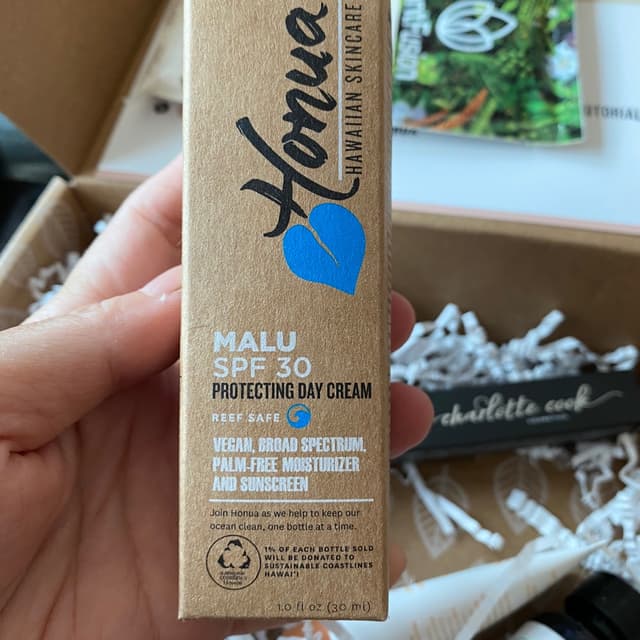 Honua
HAWAIIAN SKINCARE
MALU
SPF 30
PROTECTING DAY CREAM
REEF SAFE
VEGAN, BROAD SPECTRUM,
PALM-FREE MOISTURIZER
AND SUNSCREEN
Join Honua as we help to keep our
ocean clean, one bottle at a time.
1% OF EACH BOTTLE SOLD
WILL BE DONATED TO
SUSTAINABLE COASTLINES
HAWAI'I
1.0 fl oz (30 ml)
charlotte cook